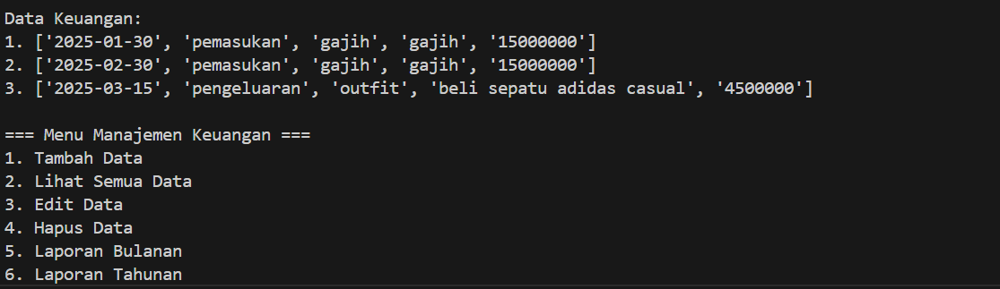 Data Keuangan:
1. ['2025-01-30', 'pemasukan', 'gajih', 'gajih', '15000000']
2. ['2025-02-30', 'pemasukan', 'gajih', 'gajih', '15000000']
3. ['2025-03-15', 'pengeluaran', 'outfit', 'beli sepatu adidas casual', '4500000']
=== Menu Manajemen Keuangan ===
1. Tambah Data
2. Lihat Semua Data
3. Edit Data
4. Hapus Data
5. Laporan Bulanan
6. Laporan Tahunan